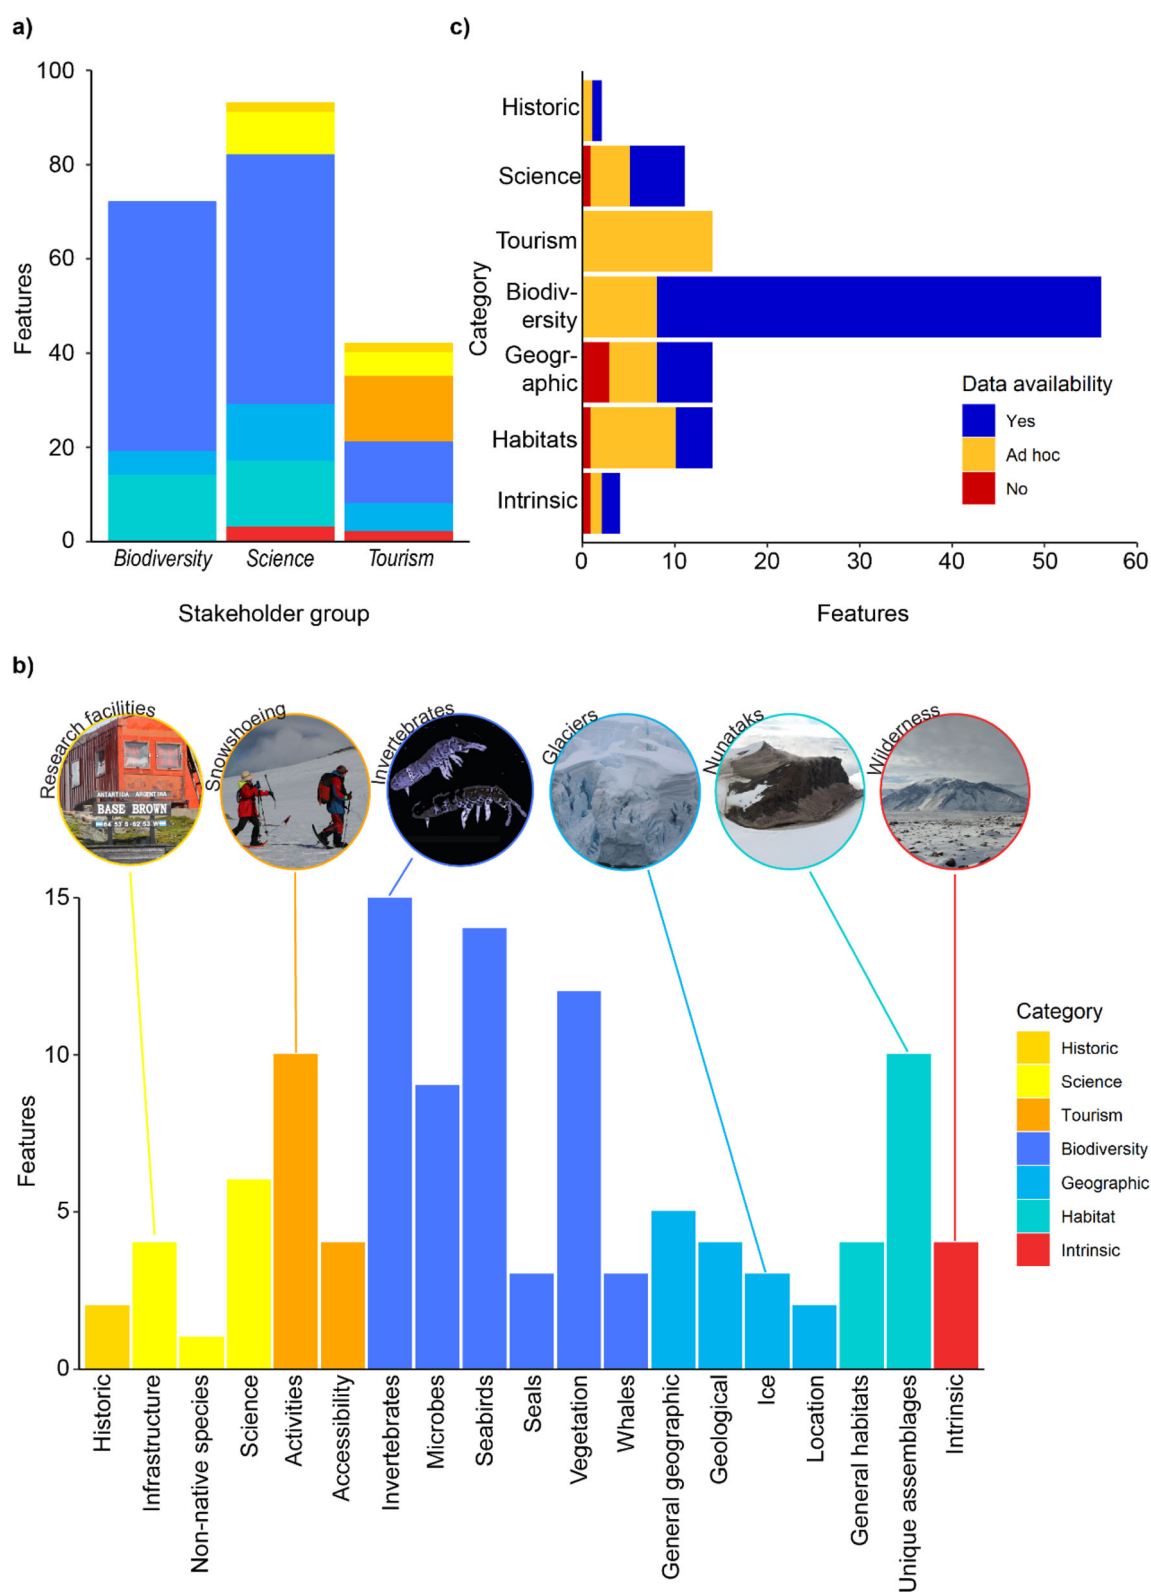 a)
100
80
60
40
20
0
Features
Biodiversity
Science
Tourism
Stakeholder group
c)
Category
Historic
Science
Tourism
Biodiv-
ersity
Geogr-
aphic
Habitats
Intrinsic
0
10
20
30
40
50
60
Features
Data availability
Yes
Ad hoc
No
b)
Research facilities
Snowshoeing
Invertebrates
Glaciers
Nunataks
Wilderness
ANTARTIDA ARGENTINA
BASE BROWN
15
10
5
0
Features
Historic
Infrastructure
Non-native species
Science
Activities
Accessibility
Invertebrates
Microbes
Seabirds
Seals
Vegetation
Whales
General geographic
Geological
Ice
Location
General habitats
Unique assemblages
Intrinsic
Category
Historic
Science
Tourism
Biodiversity
Geographic
Habitat
Intrinsic